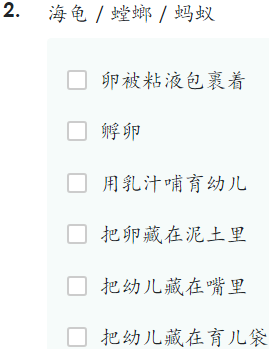 2. 海龟 / 螳螂 / 蚂蚁
卵被粘液包裹着
孵卵
用乳汁哺育幼儿
把卵藏在泥土里
把幼儿藏在嘴里
把幼儿藏在育儿袋